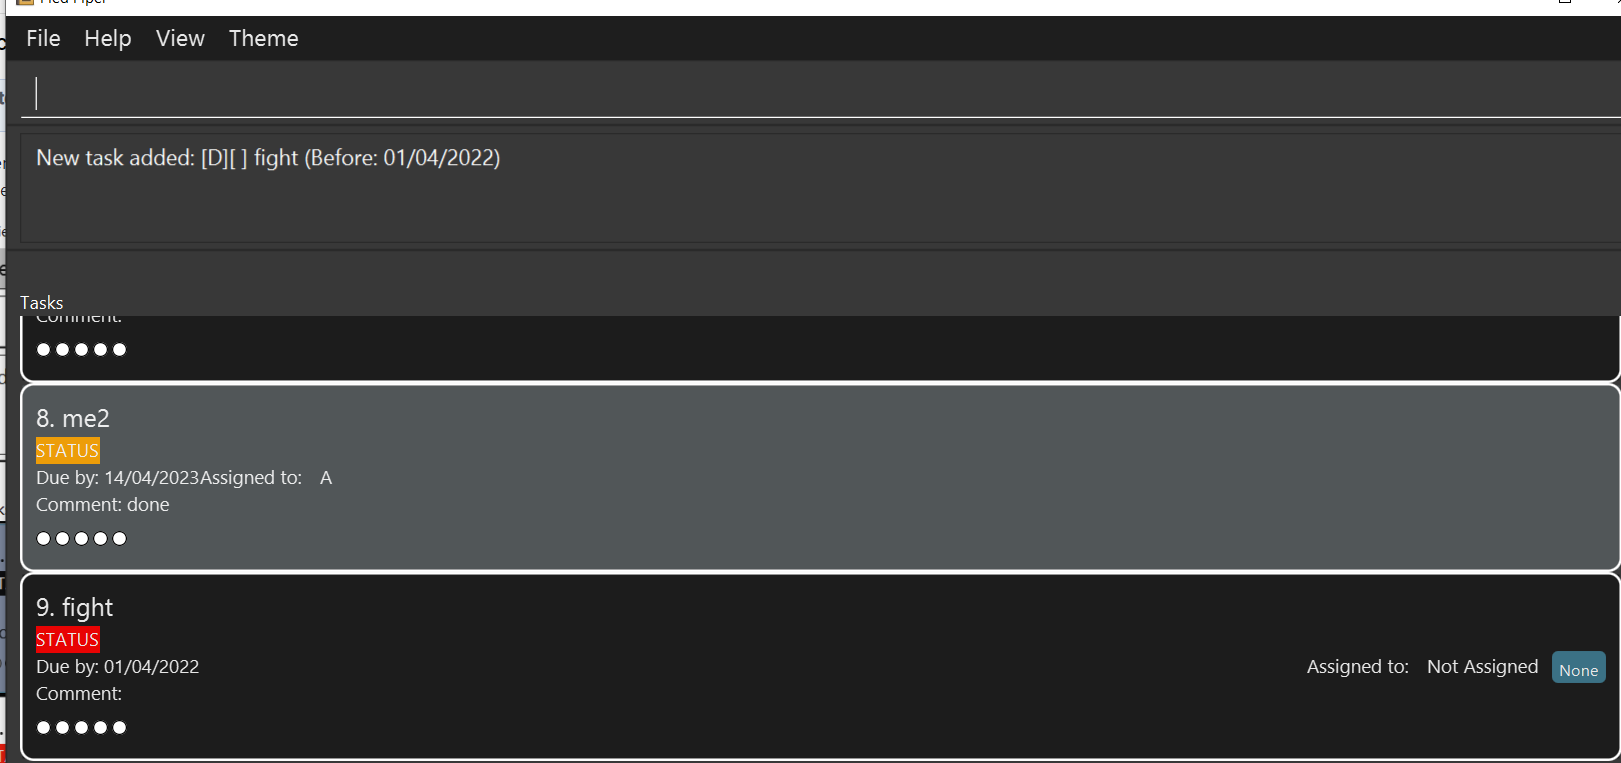 File Help View Theme
New task added: [D][ ] fight (Before: 01/04/2022)
Tasks
Comment:
8. me2
STATUS
Due by: 14/04/2023Assigned to: A
Comment: done
9. fight
STATUS
Due by: 01/04/2022 Assigned to: Not Assigned None
Comment: